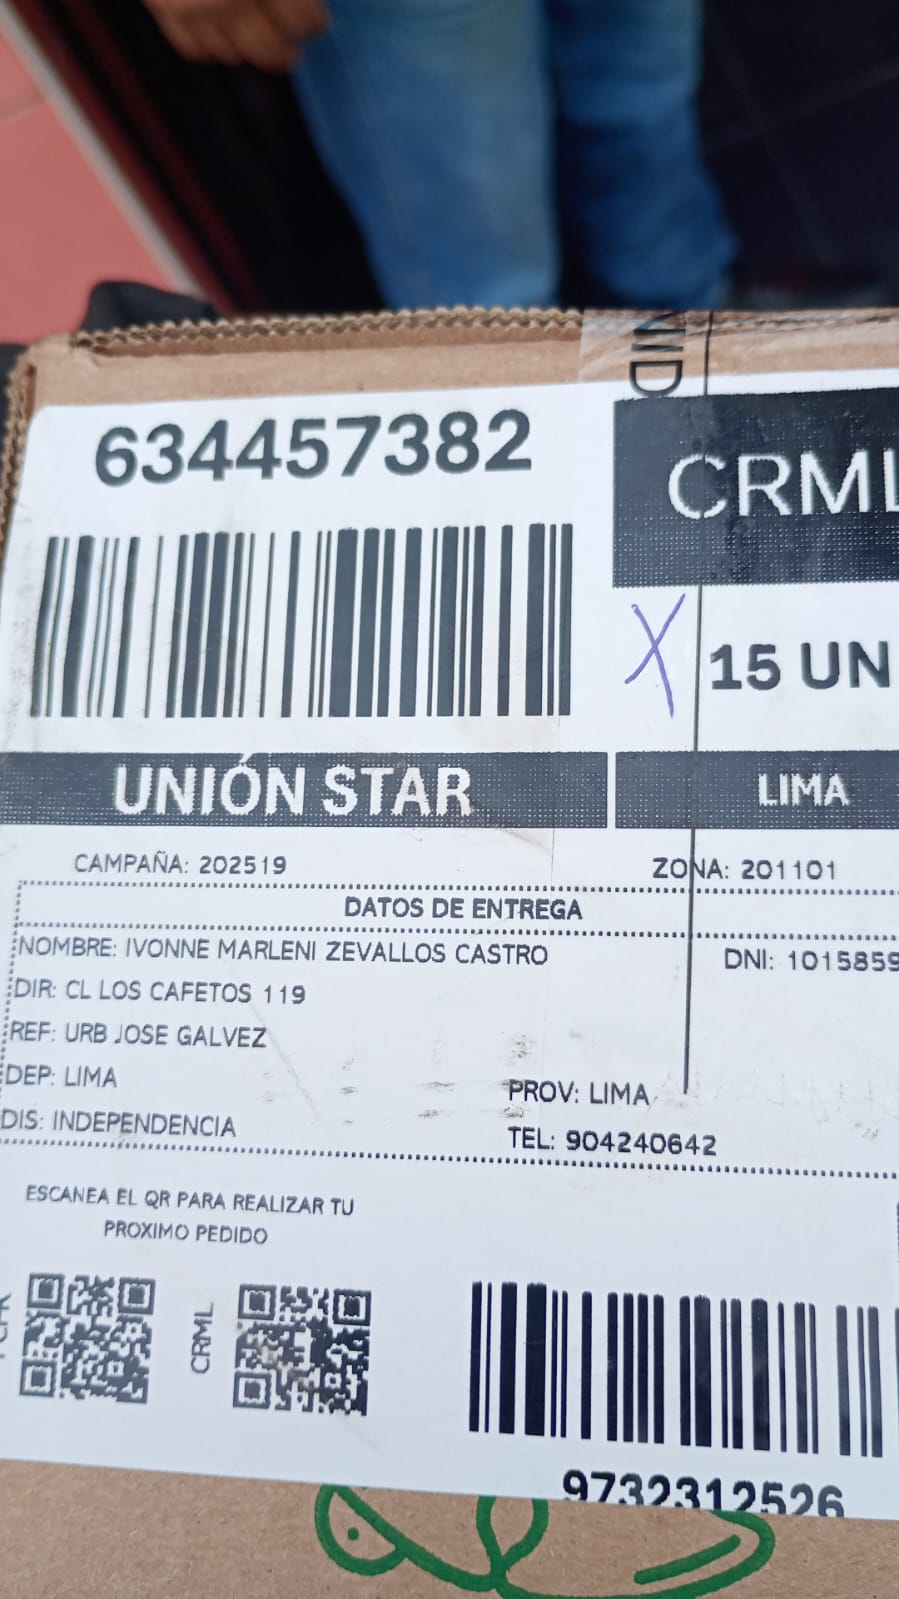 NID
634457382
CRML
X 15 UN
UNIÓN STAR
LIMA
CAMPAÑA: 202519
ZONA: 201101
DATOS DE ENTREGA
NOMBRE: IVONNE MARLENI ZEVALLOS CASTRO
DNI: 1015859
DIR: CL LOS CAFETOS 119
REF: URB JOSE GALVEZ
DEP: LIMA
PROV: LIMA
DIS: INDEPENDENCIA
TEL: 904240642
ESCANEA EL QR PARA REALIZAR TU
PROXIMO PEDIDO
CRML
9732312526